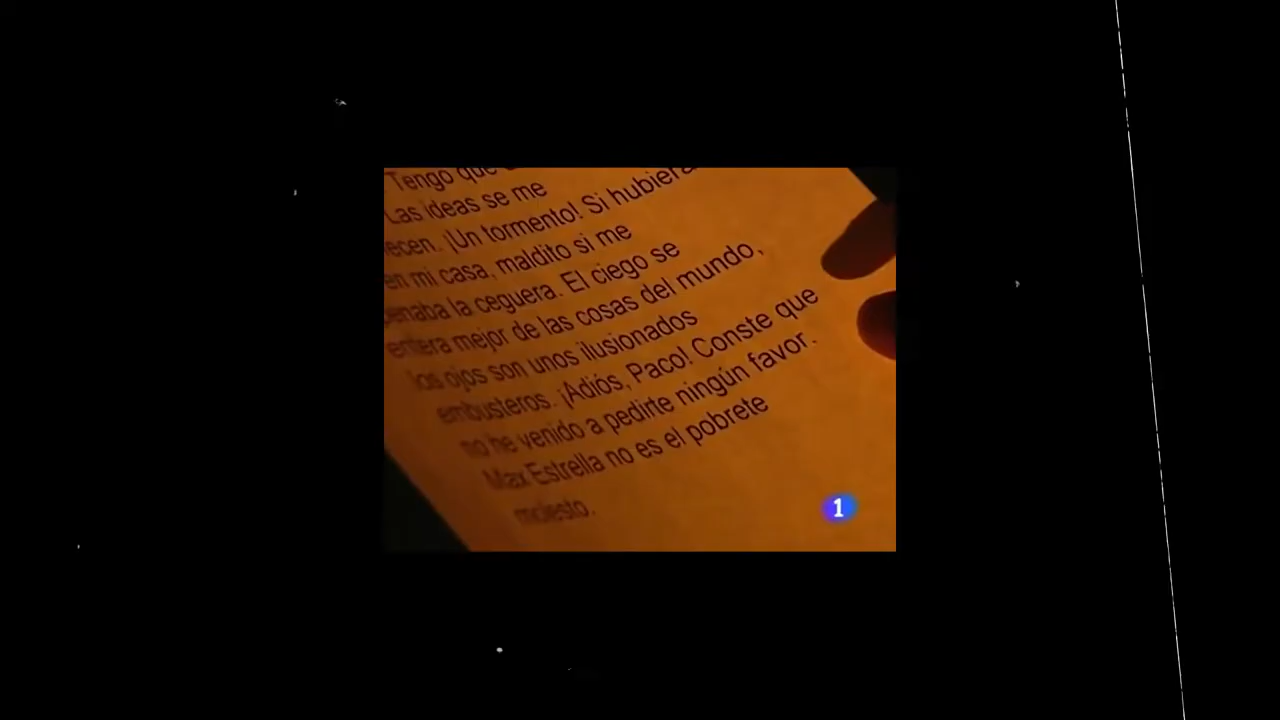 Tengo que
Las ideas se me
ecen. ¡Un tormento! Si hubiera
en mi casa, maldito si me
enaba la ceguera. El ciego se
entera mejor de las cosas del mundo,
los ojos son unos ilusionados
embusteros. ¡Adiós, Paco! Conste que
no he venido a pedirte ningún favor.
Max Estrella no es el pobrete
molesto.
1